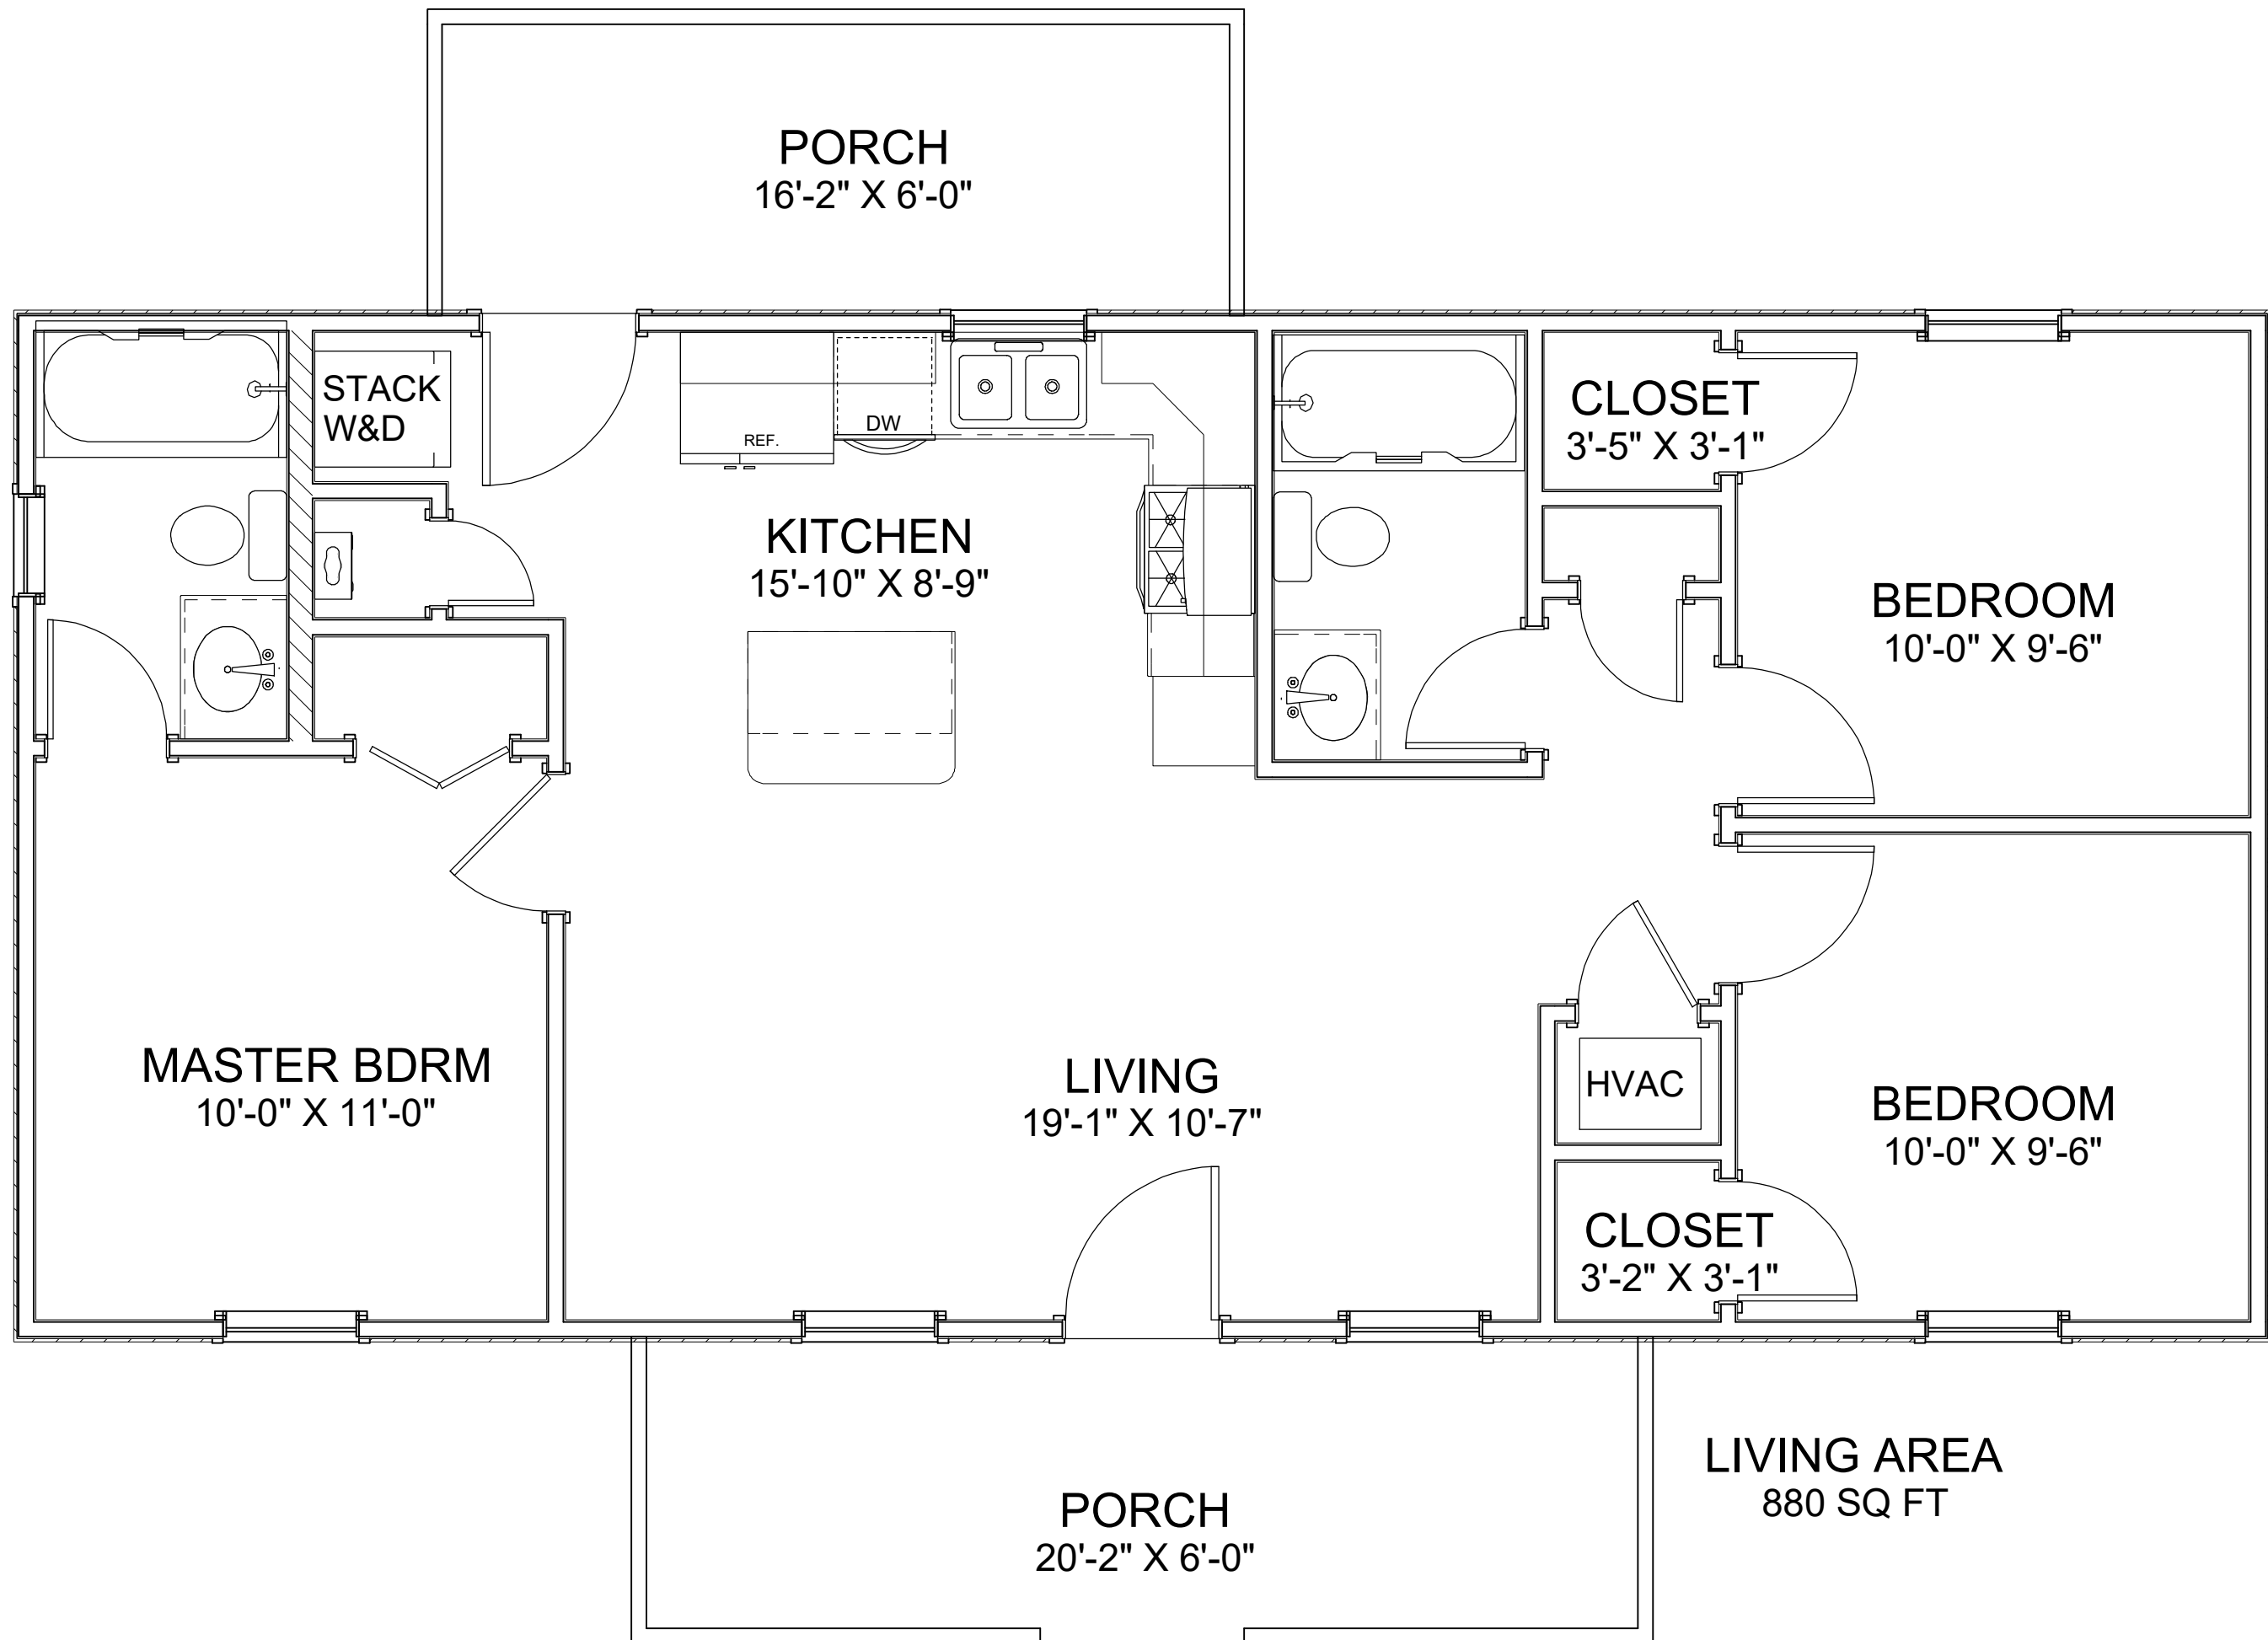 PORCH
16'-2" X 6'-0"
STACK
W&D
REF.
DW
CLOSET
3'-5" X 3'-1"
KITCHEN
15'-10" X 8'-9"
BEDROOM
10'-0" X 9'-6"
MASTER BDRM
10'-0" X 11'-0"
LIVING
19'-1" X 10'-7"
HVAC
BEDROOM
10'-0" X 9'-6"
CLOSET
3'-2" X 3'-1"
LIVING AREA
880 SQ FT
PORCH
20'-2" X 6'-0"